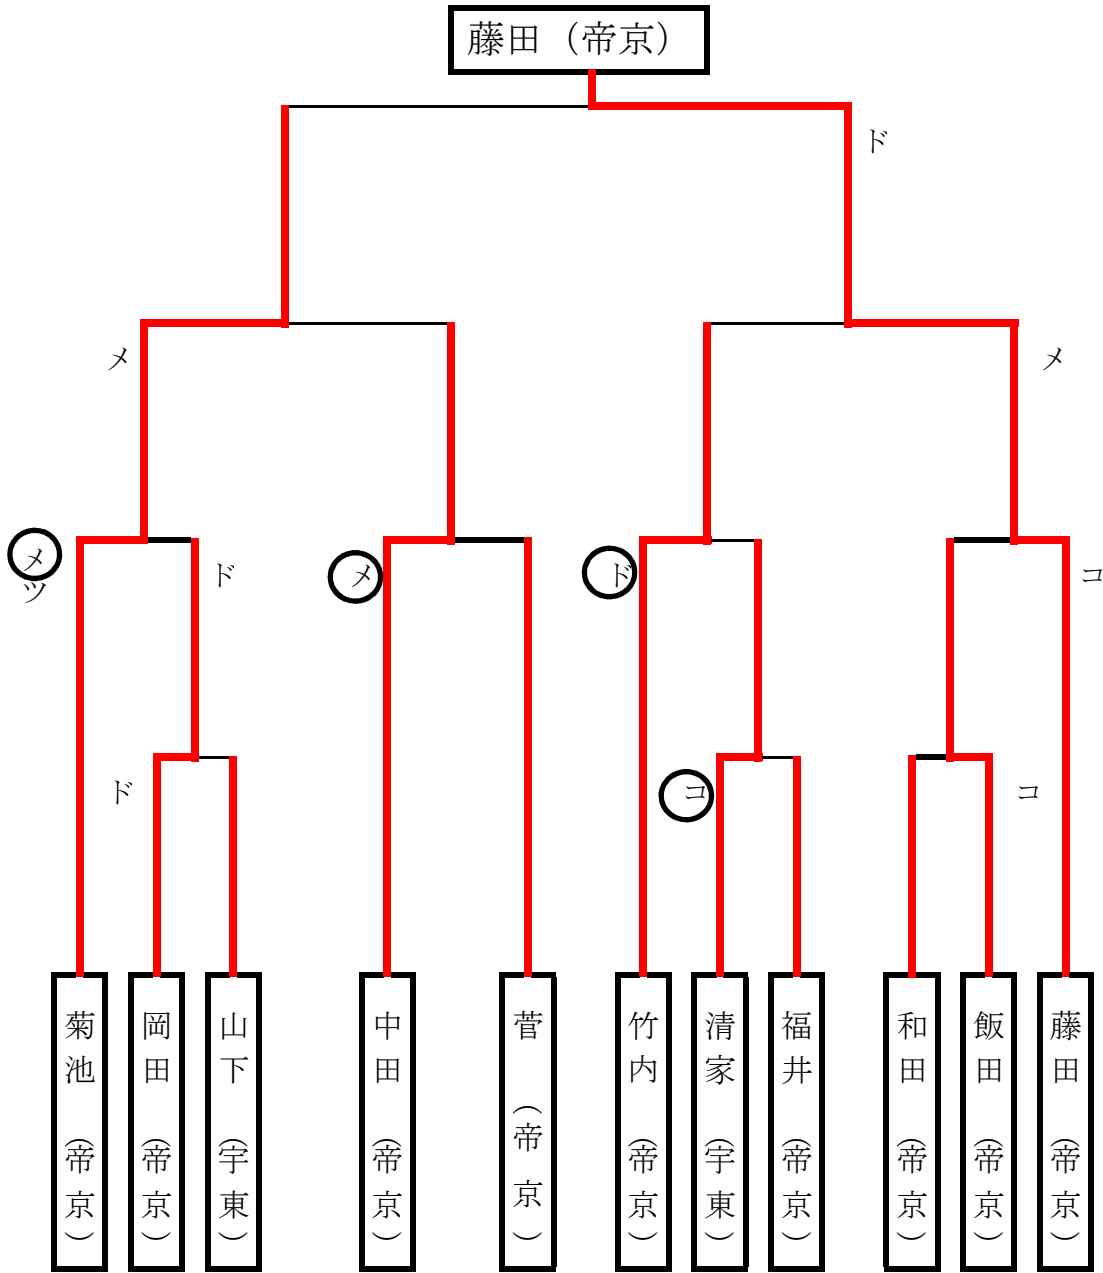 藤田（帝京）
ド
メ
メ
メ
ツ
ド
メ
ド
コ
ド
コ
コ
菊池（帝京）
岡田（帝京）
山下（宇東）
中田（帝京）
菅（帝京）
竹内（帝京）
清家（宇東）
福井（帝京）
和田（帝京）
飯田（帝京）
藤田（帝京）